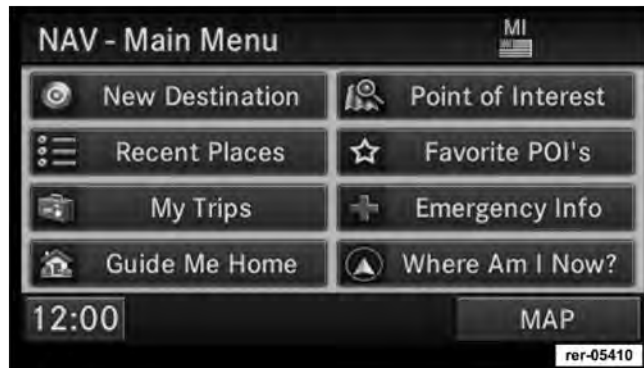 NAV - Main Menu
MI
New Destination
Point of Interest
Recent Places
Favorite POI's
My Trips
Emergency Info
Guide Me Home
Where Am I Now?
12:00
MAP
rer-05410